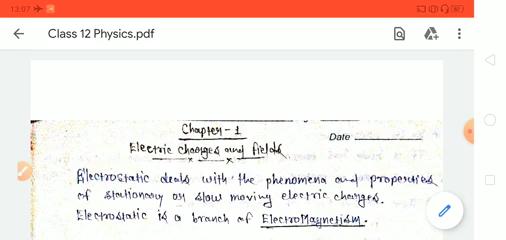 13:07
Class 12 Physics.pdf
Chapter-1
Electric charges and fields
Date
Electrostatic deals with the phenomena and properties
of stationary or slow moving electric charges.
Electrostatic is a branch of ElectroMagnetism.